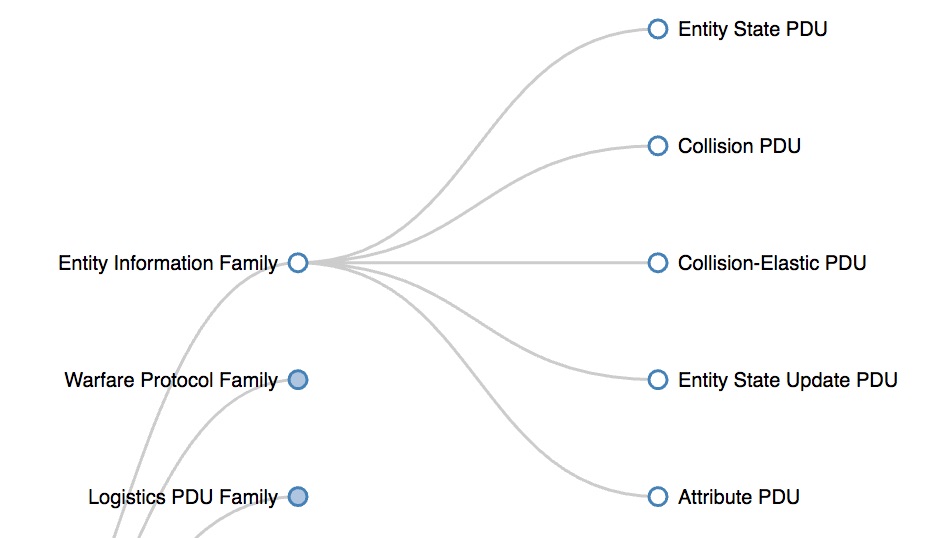 Entity State PDU
Collision PDU
Entity Information Family
Collision-Elastic PDU
Warfare Protocol Family
Entity State Update PDU
Logistics PDU Family
Attribute PDU